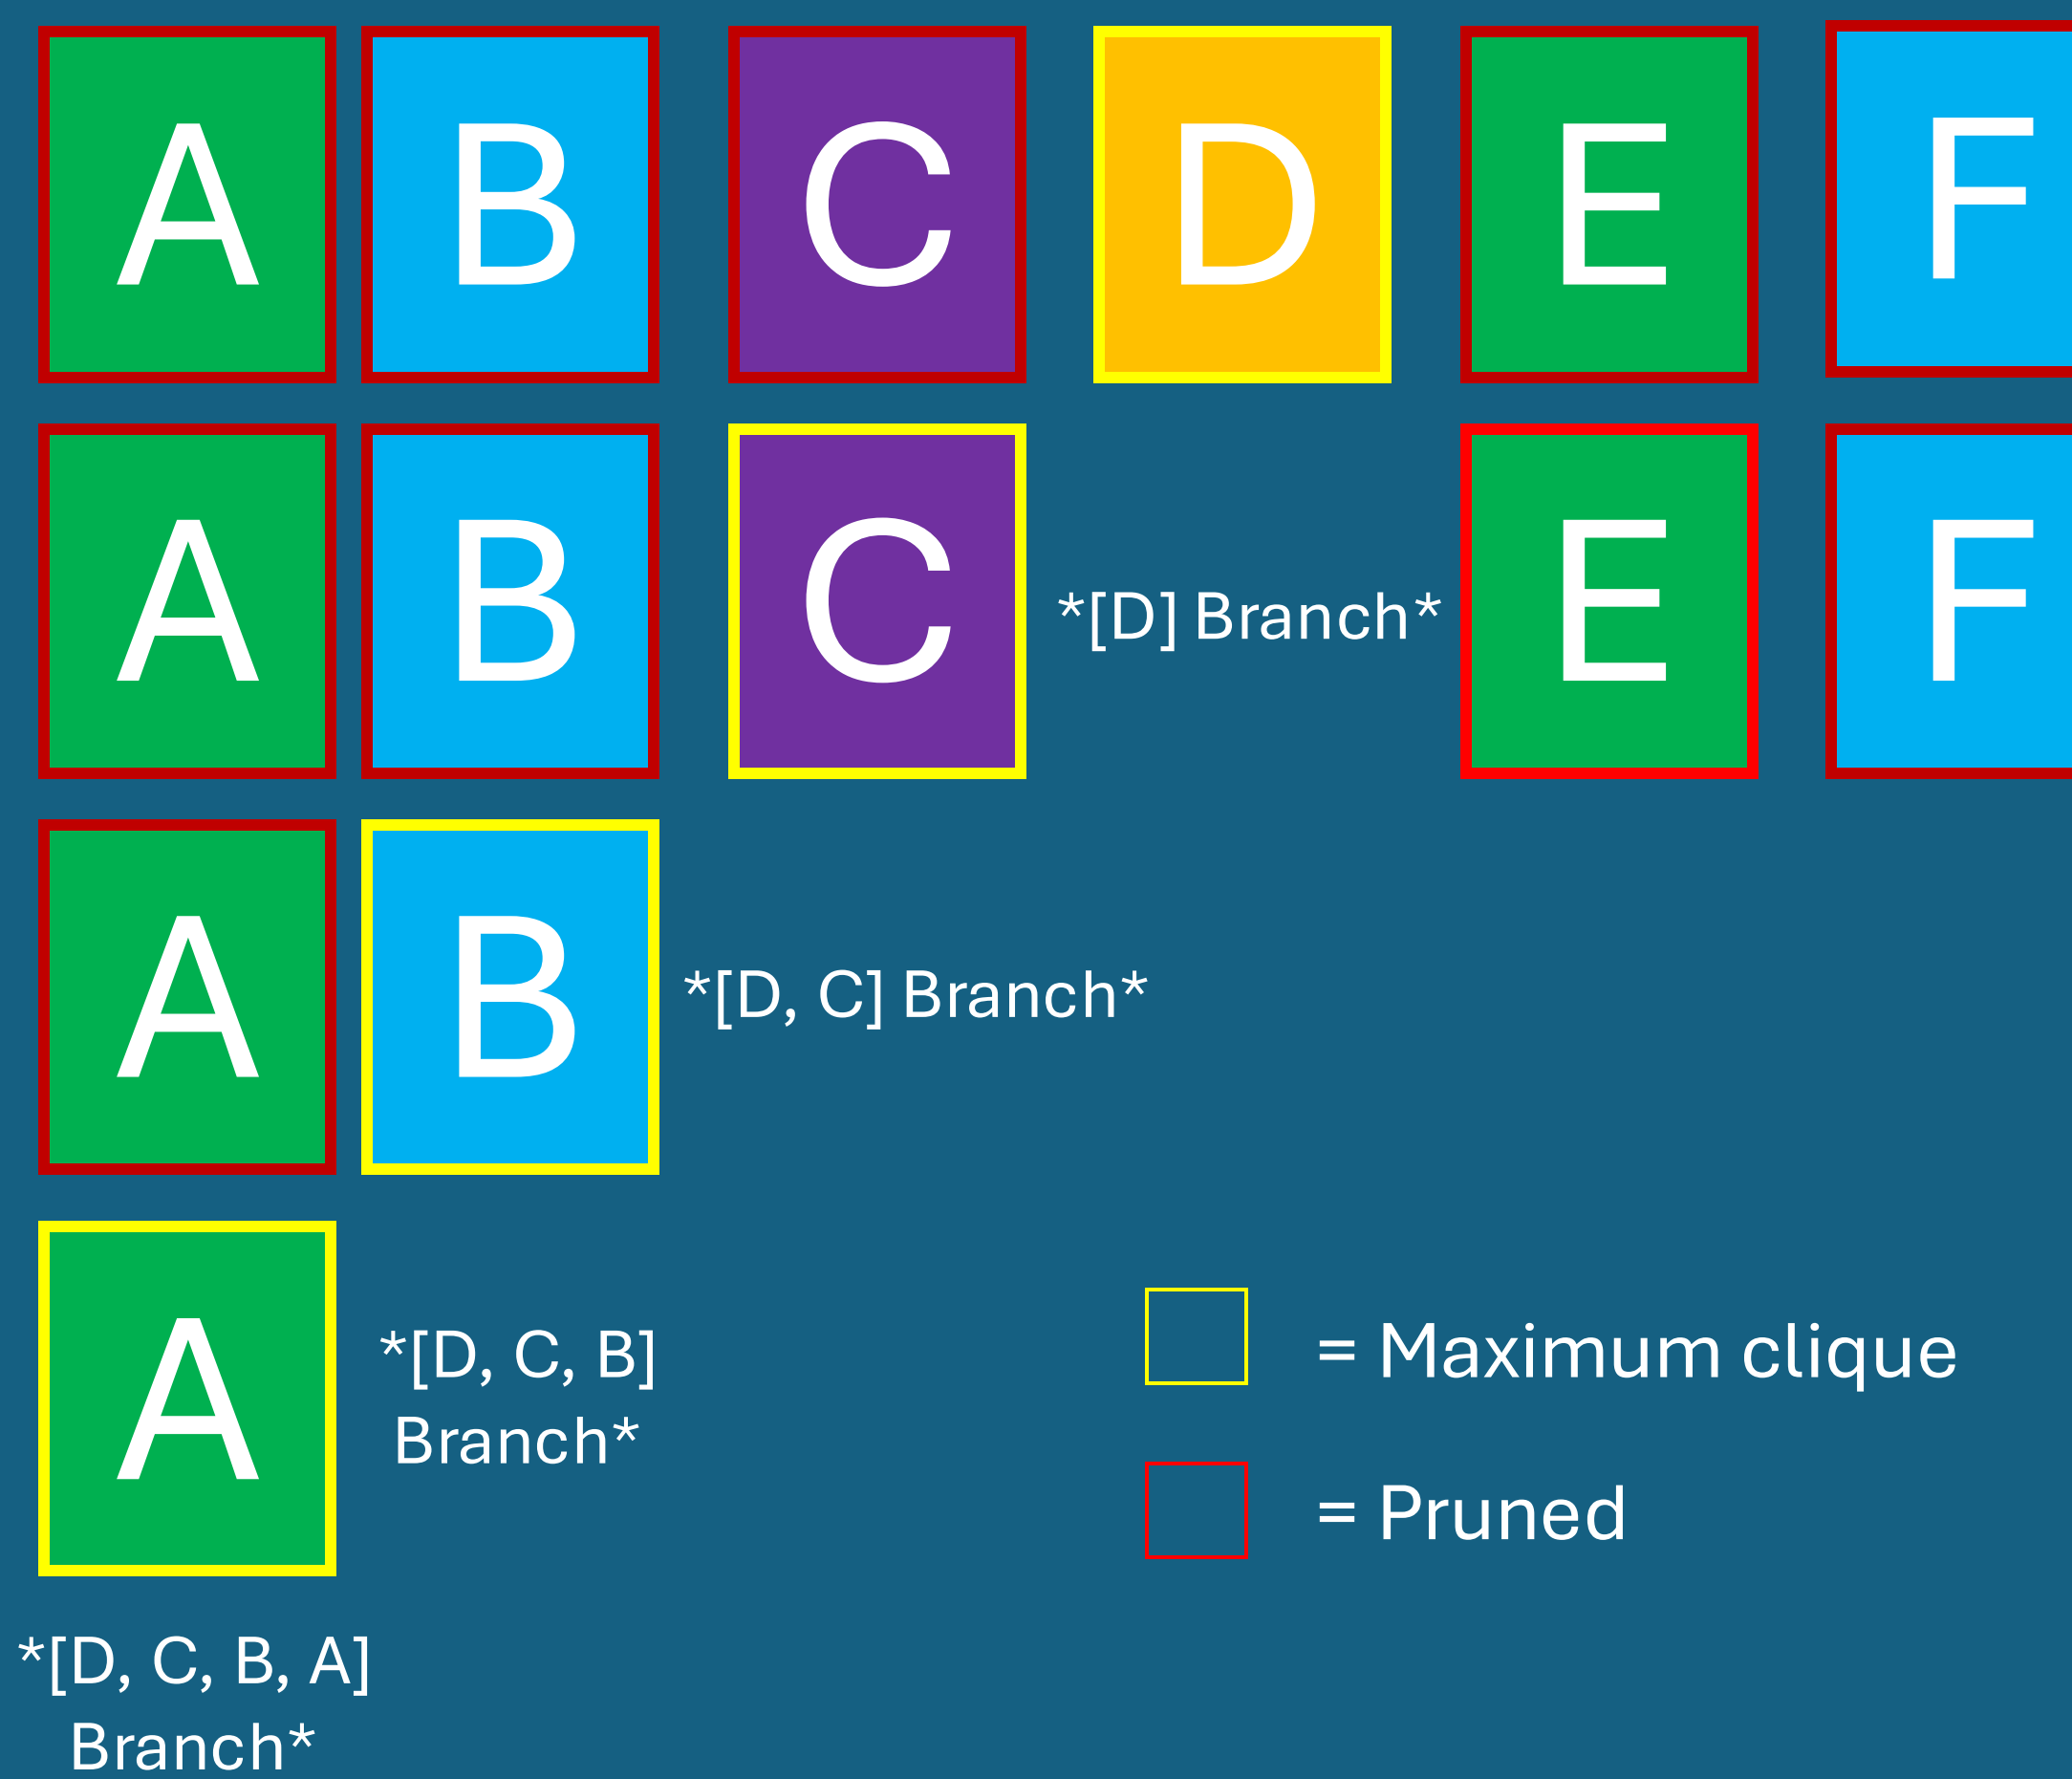 A B C D E F
A B C *[D] Branch* E F
A B *[D, C] Branch*
A *[D, C, B]
Branch*
= Maximum clique
= Pruned
*[D, C, B, A]
Branch*